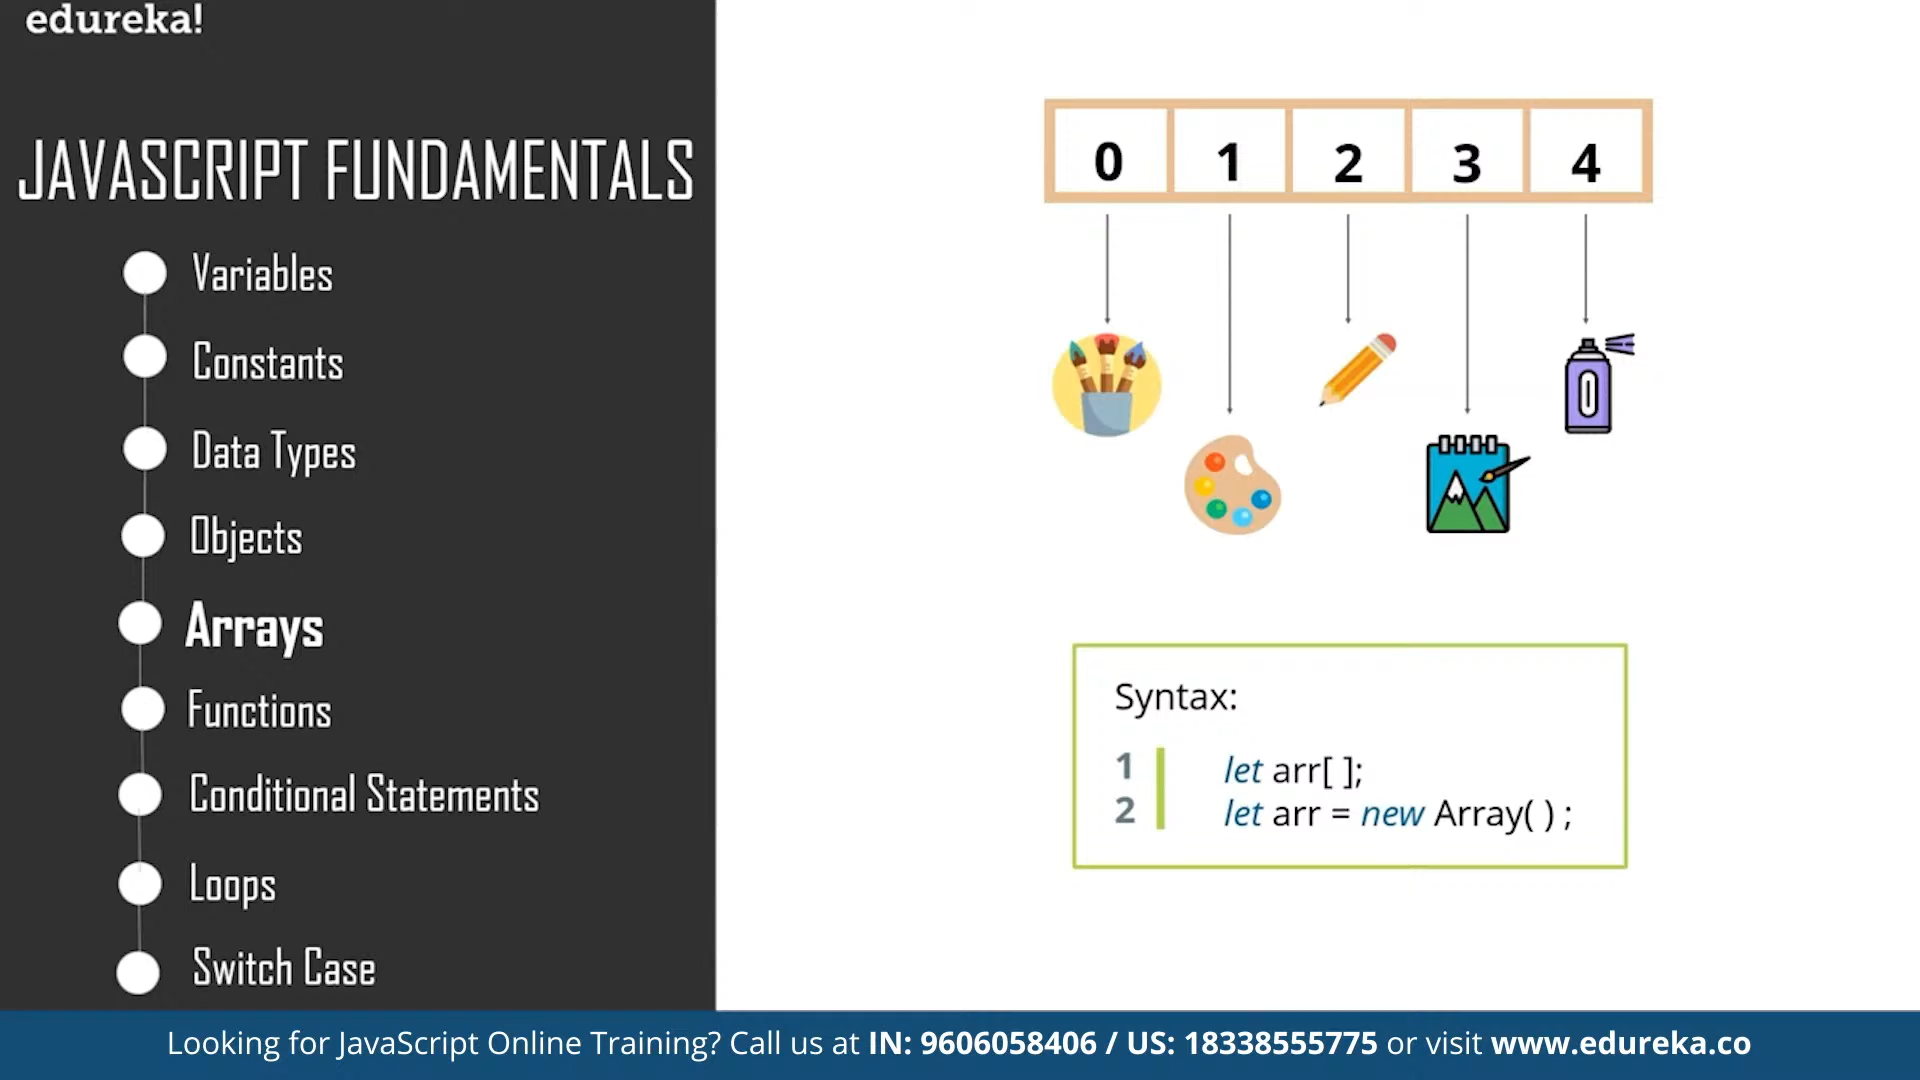 edureka!
JAVASCRIPT FUNDAMENTALS
Variables
Constants
Data Types
Objects
Arrays
Functions
Conditional Statements
Loops
Switch Case
0 1 2 3 4
Syntax:
1 let arr[ ];
2 let arr = new Array( ) ;
Looking for JavaScript Online Training? Call us at IN: 9606058406 / US: 18338555775 or visit www.edureka.co